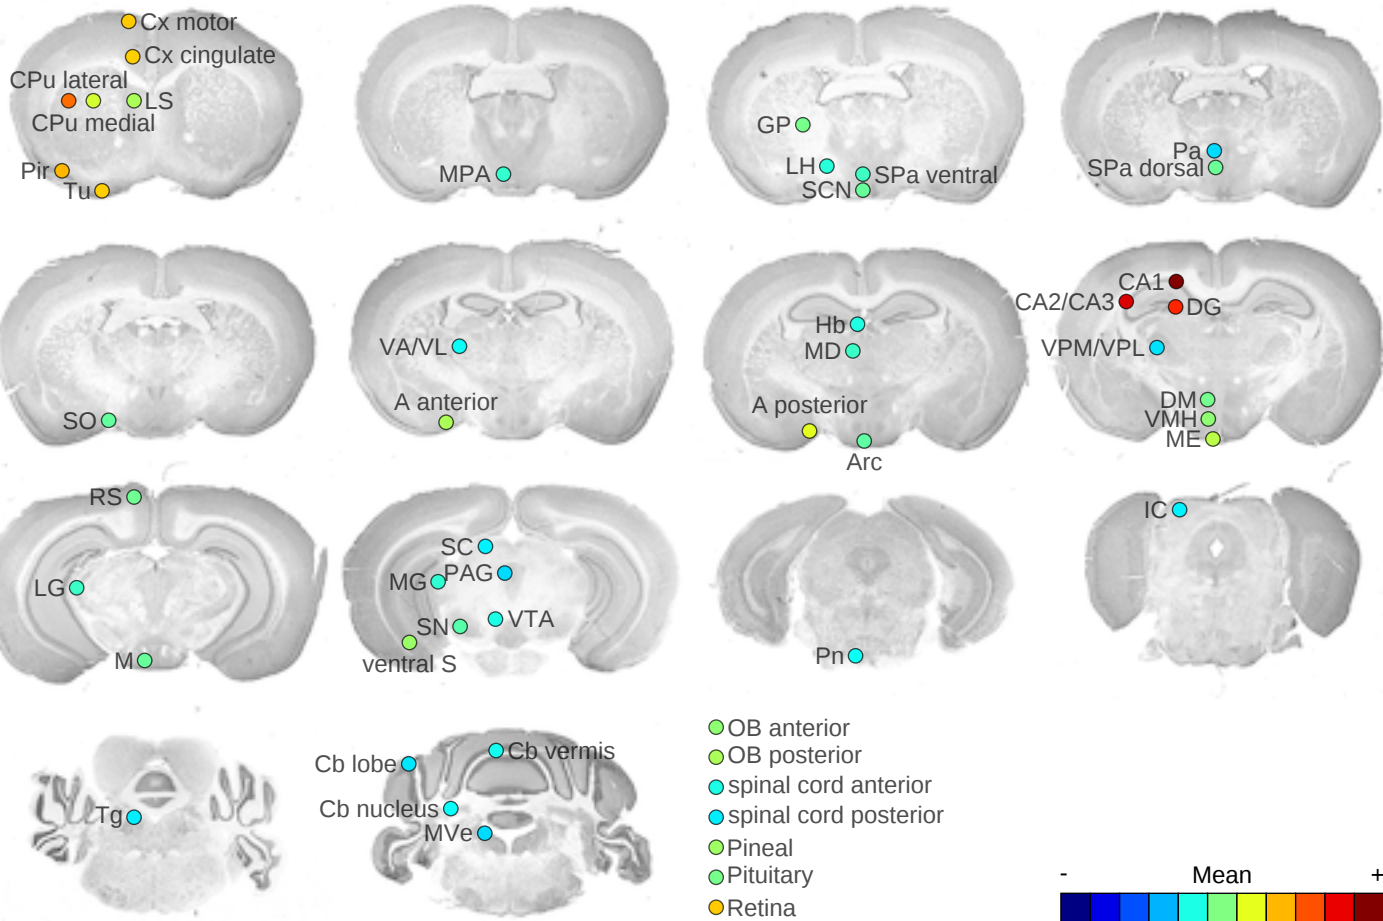 Cx motor
Cx cingulate
CPu lateral
LS
CPu medial
Pir
Tu
MPA
GP
LH
SPa ventral
SCN
Pa
SPa dorsal
SO
VA/VL
A anterior
Hb
MD
A posterior
Arc
CA1
CA2/CA3
DG
VPM/VPL
DM
VMH
ME
RS
LG
M
SC
PAG
MG
VTA
SN
ventral S
Pn
IC
Tg
Cb vermis
Cb lobe
Cb nucleus
MVe
OB anterior
OB posterior
spinal cord anterior
spinal cord posterior
Pineal
Pituitary
Retina
- Mean +